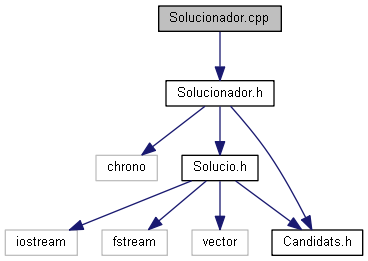 Solucionador.cpp
Solucionador.h
chrono
Solucio.h
iostream
fstream
vector
Candidats.h